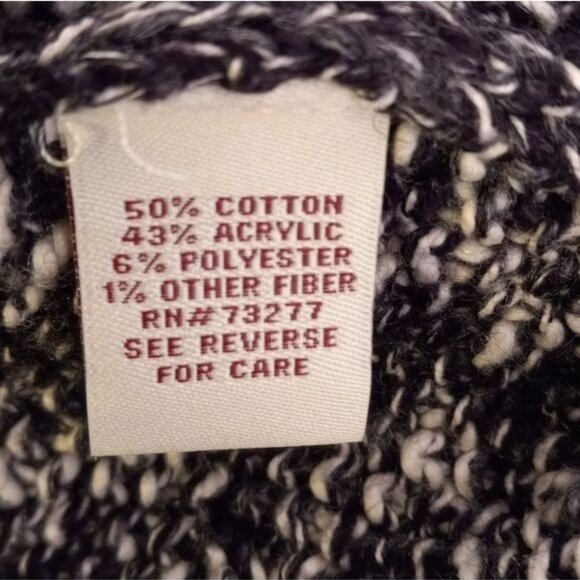 50% COTTON
43% ACRYLIC
6% POLYESTER
1% OTHER FIBER
RN# 73277
SEE REVERSE
FOR CARE